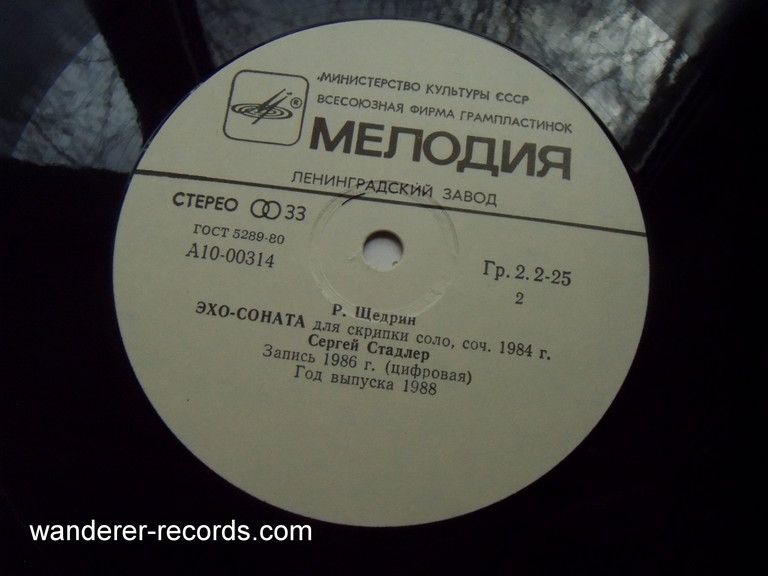 МИНИСТЕРСТВО КУЛЬТУРЫ СССР
ВСЕСОЮЗНАЯ ФИРМА ГРАМПЛАСТИНОК
®
МЕЛОДИЯ
ЛЕНИНГРАДСКИЙ ЗАВОД
СТЕРЕО 33
ГОСТ 5289-80
А10-00314
Гр. 2. 2-25
2
Р. Щедрин
ЭХО-СОНАТА для скрипки соло, соч. 1984 г.
Сергей Стадлер
Запись 1986 г. (цифровая)
Год выпуска 1988
wanderer-records.com